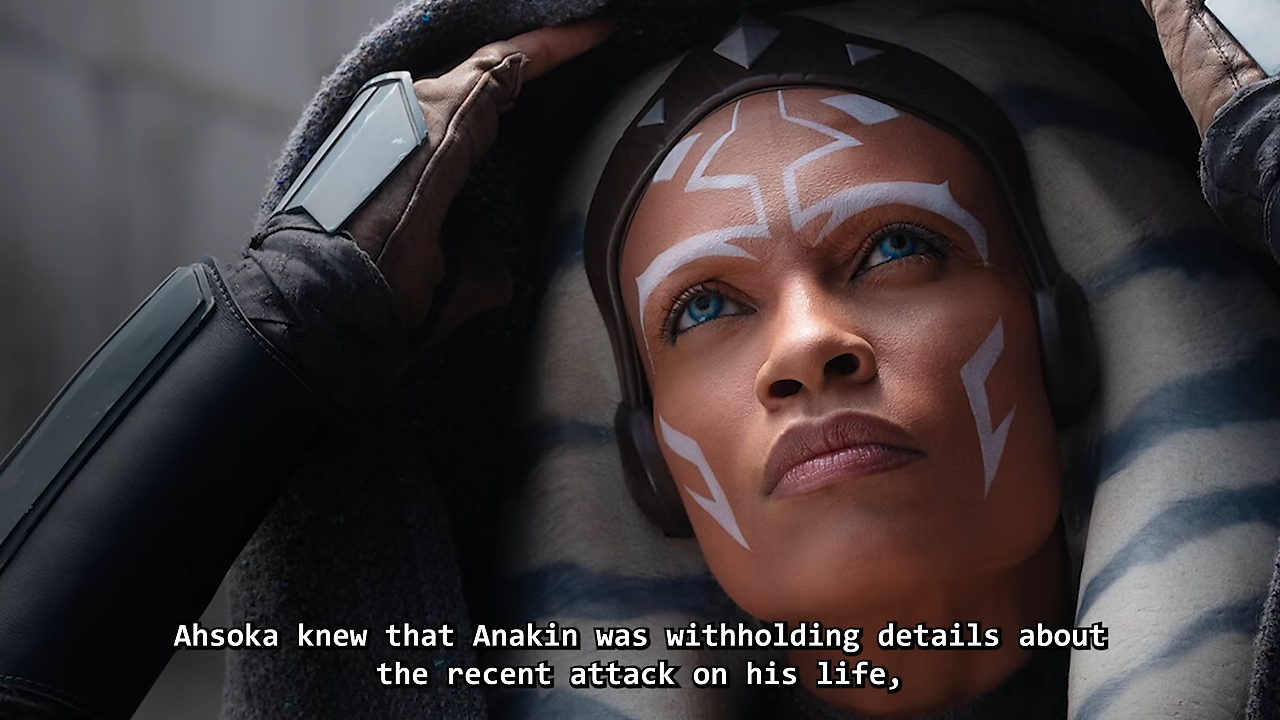 Ahsoka knew that Anakin was withholding details about
the recent attack on his life,